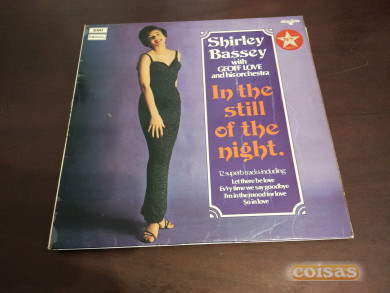 EMI
Shirley
Bassey
with
GEOFF LOVE
and his orchestra
In the
still
of the
night.
12 superb tracks including
Let there be love
Ev'ry time we say goodbye
I'm in the mood for love
So in love
coisas